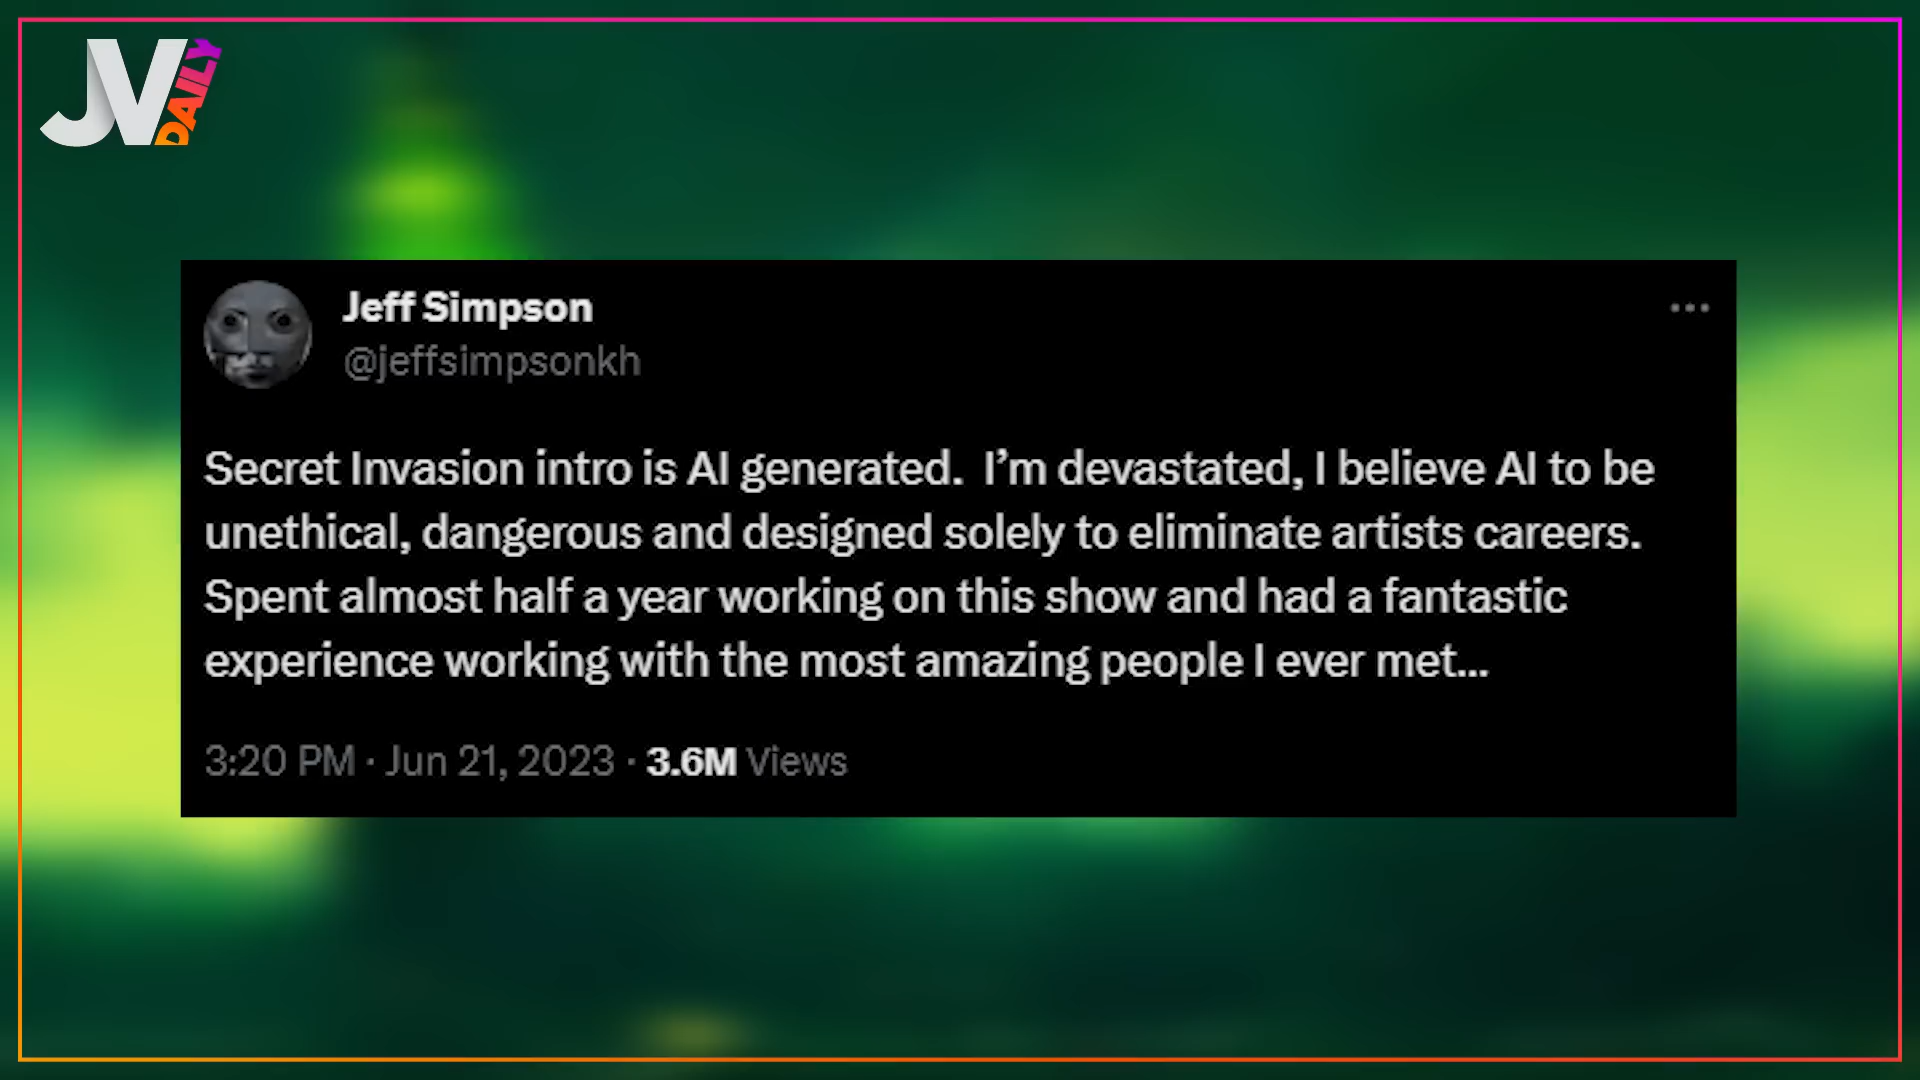 JV DAILY
Jeff Simpson
@jeffsimpsonkh
Secret Invasion intro is AI generated.  I’m devastated, I believe AI to be
unethical, dangerous and designed solely to eliminate artists careers.
Spent almost half a year working on this show and had a fantastic
experience working with the most amazing people I ever met...
3:20 PM · Jun 21, 2023 · 3.6M Views